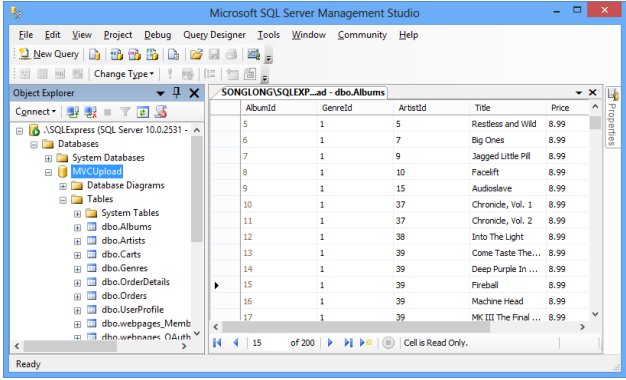 Microsoft SQL Server Management Studio
File Edit View Project Debug Query Designer Tools Window Community Help
New Query
Change Type
Object Explorer
Connect
.\SQLExpress (SQL Server 10.0.2531 -
Databases
System Databases
MVCUpload
Database Diagrams
Tables
System Tables
dbo.Albums
dbo.Artists
dbo.Carts
dbo.Genres
dbo.OrderDetails
dbo.Orders
dbo.UserProfile
dbo.webpages_Memb
dbo.webpages_OAuth
SONGLONG\SQLEXP...ad - dbo.Albums
AlbumId GenreId ArtistId Title Price
5 1 5 Restless and Wild 8.99
6 1 7 Big Ones 8.99
7 1 9 Jagged Little Pill 8.99
8 1 10 Facelift 8.99
9 1 15 Audioslave 8.99
10 1 37 Chronicle, Vol. 1 8.99
11 1 37 Chronicle, Vol. 2 8.99
12 1 38 Into The Light 8.99
13 1 39 Come Taste The... 8.99
14 1 39 Deep Purple In ... 8.99
15 1 39 Fireball 8.99
16 1 39 Machine Head 8.99
17 1 39 MK III The Final ... 8.99
15 of 200 Cell is Read Only.
Properties
Ready